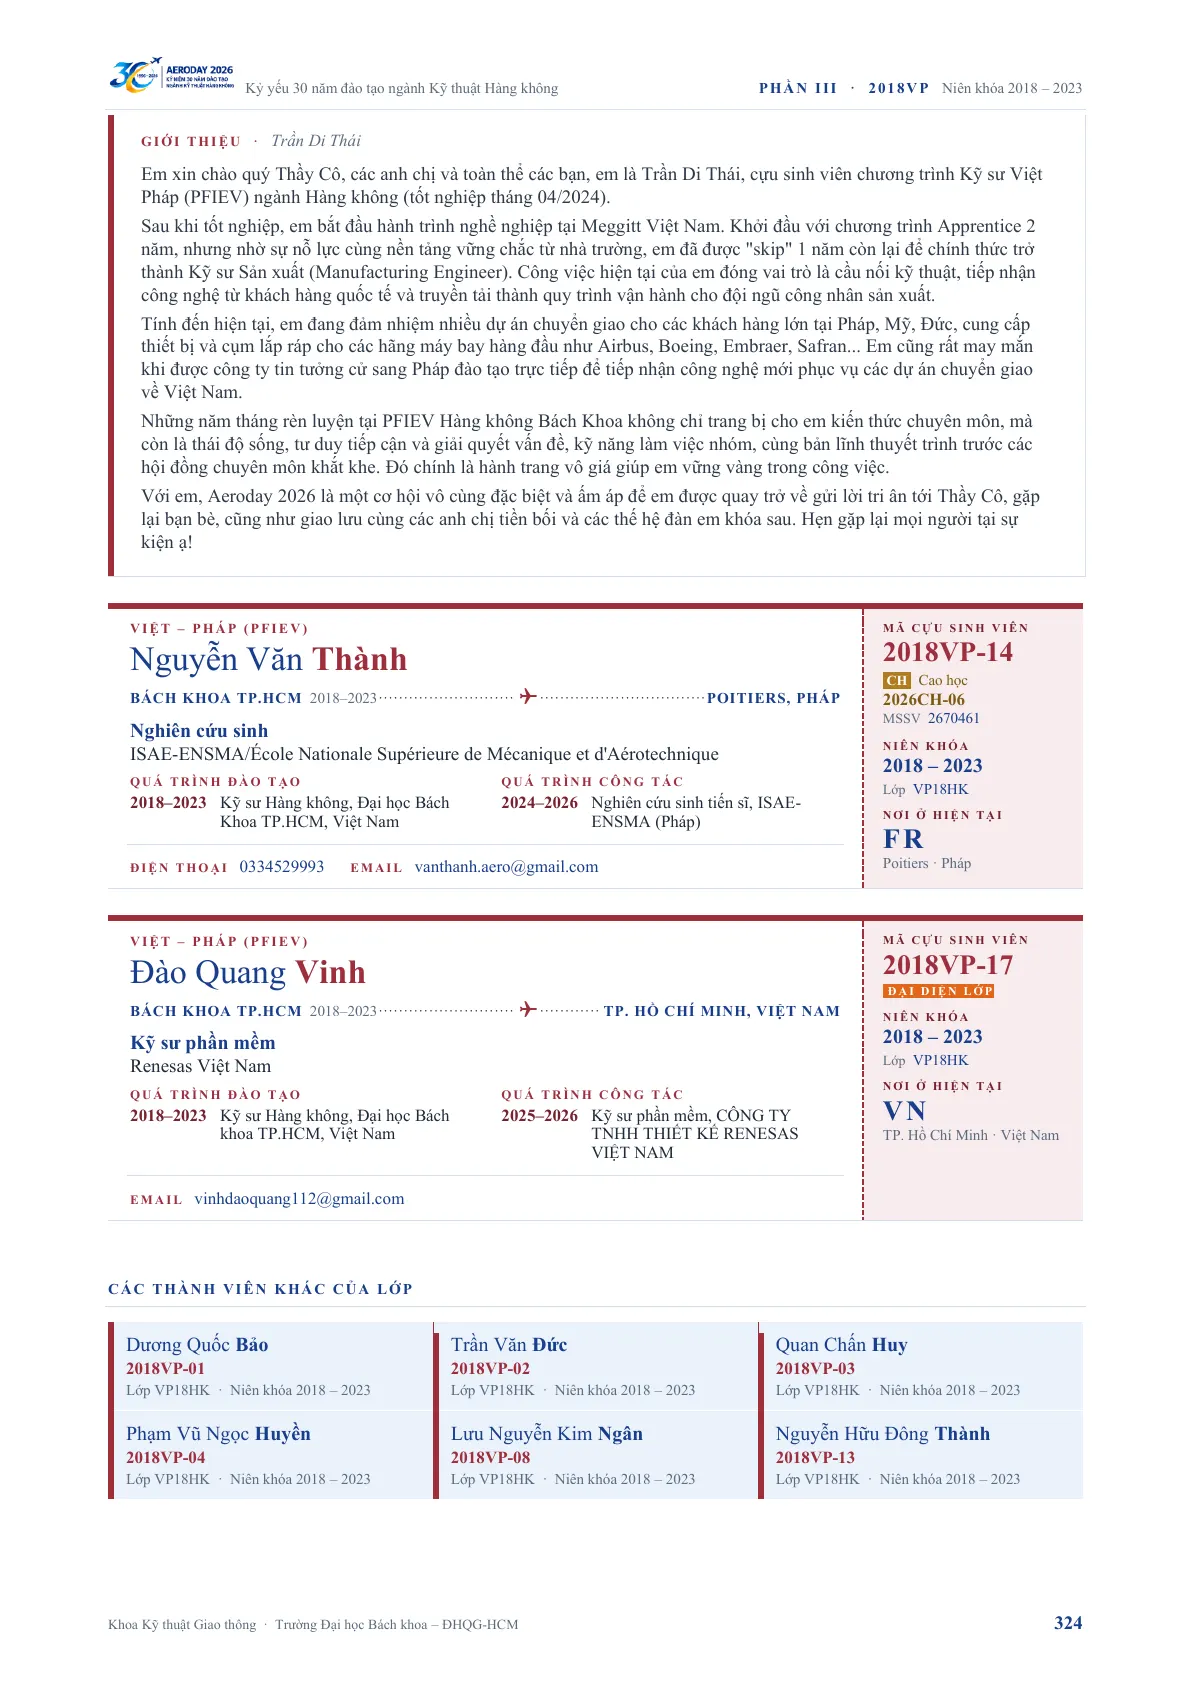 AERODAY 2026
KỶ NIỆM 30 NĂM ĐÀO TẠO
NGÀNH KỸ THUẬT HÀNG KHÔNG
Kỷ yếu 30 năm đào tạo ngành Kỹ thuật Hàng không
PHẦN III · 2018VP Niên khóa 2018 – 2023
GIỚI THIỆU · Trần Di Thái
Em xin chào quý Thầy Cô, các anh chị và toàn thể các bạn, em là Trần Di Thái, cựu sinh viên chương trình Kỹ sư Việt
Pháp (PFIEV) ngành Hàng không (tốt nghiệp tháng 04/2024).
Sau khi tốt nghiệp, em bắt đầu hành trình nghề nghiệp tại Meggitt Việt Nam. Khởi đầu với chương trình Apprentice 2
năm, nhưng nhờ sự nỗ lực cùng nền tảng vững chắc từ nhà trường, em đã được "skip" 1 năm còn lại để chính thức trở
thành Kỹ sư Sản xuất (Manufacturing Engineer). Công việc hiện tại của em đóng vai trò là cầu nối kỹ thuật, tiếp nhận
công nghệ từ khách hàng quốc tế và truyền tải thành quy trình vận hành cho đội ngũ công nhân sản xuất.
Tính đến hiện tại, em đang đảm nhiệm nhiều dự án chuyển giao cho các khách hàng lớn tại Pháp, Mỹ, Đức, cung cấp
thiết bị và cụm lắp ráp cho các hãng máy bay hàng đầu như Airbus, Boeing, Embraer, Safran... Em cũng rất may mắn
khi được công ty tin tưởng cử sang Pháp đào tạo trực tiếp để tiếp nhận công nghệ mới phục vụ các dự án chuyển giao
về Việt Nam.
Những năm tháng rèn luyện tại PFIEV Hàng không Bách Khoa không chỉ trang bị cho em kiến thức chuyên môn, mà
còn là thái độ sống, tư duy tiếp cận và giải quyết vấn đề, kỹ năng làm việc nhóm, cùng bản lĩnh thuyết trình trước các
hội đồng chuyên môn khắt khe. Đó chính là hành trang vô giá giúp em vững vàng trong công việc.
Với em, Aeroday 2026 là một cơ hội vô cùng đặc biệt và ấm áp để em được quay trở về gửi lời tri ân tới Thầy Cô, gặp
lại bạn bè, cũng như giao lưu cùng các anh chị tiền bối và các thế hệ đàn em khóa sau. Hẹn gặp lại mọi người tại sự
kiện ạ!
VIỆT – PHÁP (PFIEV)
Nguyễn Văn Thành
BÁCH KHOA TP.HCM 2018–2023 POITIERS, PHÁP
Nghiên cứu sinh
ISAE-ENSMA/École Nationale Supérieure de Mécanique et d'Aérotechnique
QUÁ TRÌNH ĐÀO TẠO
2018–2023 Kỹ sư Hàng không, Đại học Bách
Khoa TP.HCM, Việt Nam
QUÁ TRÌNH CÔNG TÁC
2024–2026 Nghiên cứu sinh tiến sĩ, ISAE-
ENSMA (Pháp)
ĐIỆN THOẠI 0334529993 EMAIL vanthanh.aero@gmail.com
MÃ CỰU SINH VIÊN
2018VP-14
CH Cao học
2026CH-06
MSSV 2670461
NIÊN KHÓA
2018 – 2023
Lớp VP18HK
NƠI Ở HIỆN TẠI
FR
Poitiers · Pháp
VIỆT – PHÁP (PFIEV)
Đào Quang Vinh
BÁCH KHOA TP.HCM 2018–2023 TP. HỒ CHÍ MINH, VIỆT NAM
Kỹ sư phần mềm
Renesas Việt Nam
QUÁ TRÌNH ĐÀO TẠO
2018–2023 Kỹ sư Hàng không, Đại học Bách
khoa TP.HCM, Việt Nam
QUÁ TRÌNH CÔNG TÁC
2025–2026 Kỹ sư phần mềm, CÔNG TY
TNHH THIẾT KẾ RENESAS
VIỆT NAM
EMAIL vinhdaoquang112@gmail.com
MÃ CỰU SINH VIÊN
2018VP-17
ĐẠI DIỆN LỚP
NIÊN KHÓA
2018 – 2023
Lớp VP18HK
NƠI Ở HIỆN TẠI
VN
TP. Hồ Chí Minh · Việt Nam
CÁC THÀNH VIÊN KHÁC CỦA LỚP
Dương Quốc Bảo
2018VP-01
Lớp VP18HK · Niên khóa 2018 – 2023
Trần Văn Đức
2018VP-02
Lớp VP18HK · Niên khóa 2018 – 2023
Quan Chấn Huy
2018VP-03
Lớp VP18HK · Niên khóa 2018 – 2023
Phạm Vũ Ngọc Huyền
2018VP-04
Lớp VP18HK · Niên khóa 2018 – 2023
Lưu Nguyễn Kim Ngân
2018VP-08
Lớp VP18HK · Niên khóa 2018 – 2023
Nguyễn Hữu Đông Thành
2018VP-13
Lớp VP18HK · Niên khóa 2018 – 2023
Khoa Kỹ thuật Giao thông · Trường Đại học Bách khoa – ĐHQG-HCM
324